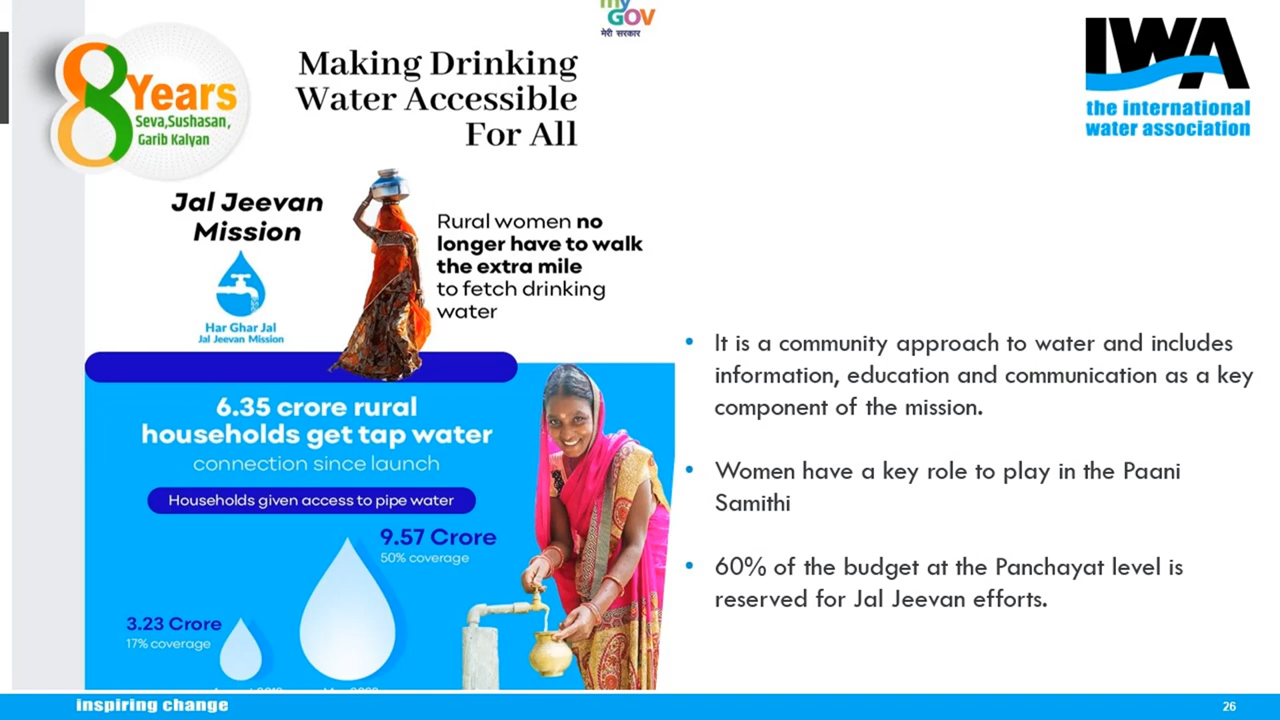 my
GOV
मेरी सरकार
8 Years
Seva,Sushasan,
Garib Kalyan
Making Drinking
Water Accessible
For All
IWA
the international
water association
Jal Jeevan
Mission
Har Ghar Jal
Jal Jeevan Mission
Rural women no
longer have to walk
the extra mile
to fetch drinking
water
6.35 crore rural
households get tap water
connection since launch
Households given access to pipe water
9.57 Crore
50% coverage
3.23 Crore
17% coverage
• It is a community approach to water and includes
information, education and communication as a key
component of the mission.
• Women have a key role to play in the Paani
Samithi
• 60% of the budget at the Panchayat level is
reserved for Jal Jeevan efforts.
inspiring change
26